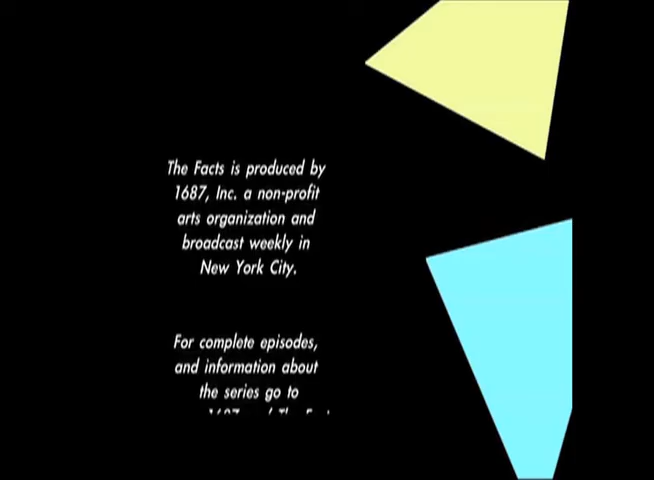 The Facts is produced by
1687, Inc. a non-profit
arts organization and
broadcast weekly in
New York City.
For complete episodes,
and information about
the series go to